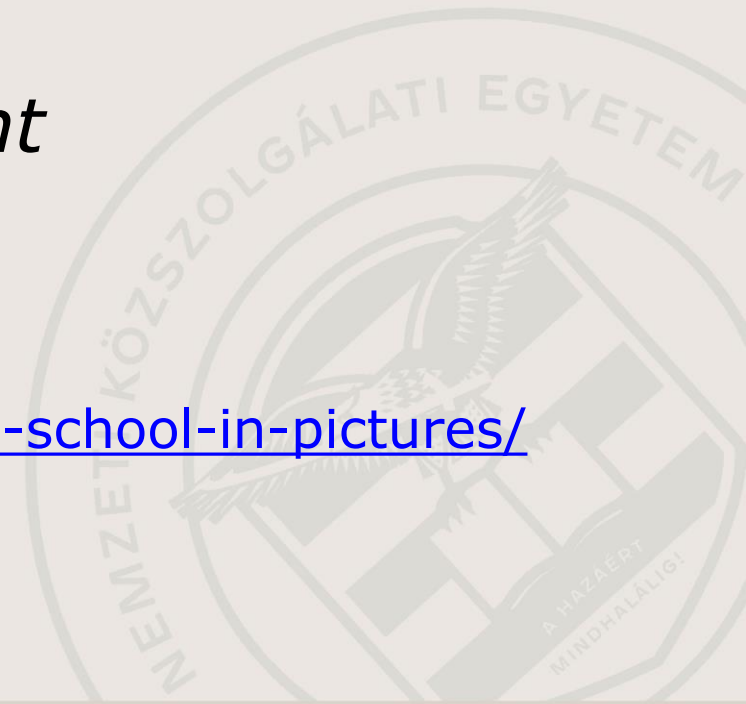 nt
NEMZETI KÖZSZOLGÁLATI EGYETEM
-school-in-pictures/
A HAZÁÉRT
MINDHALÁLIG!